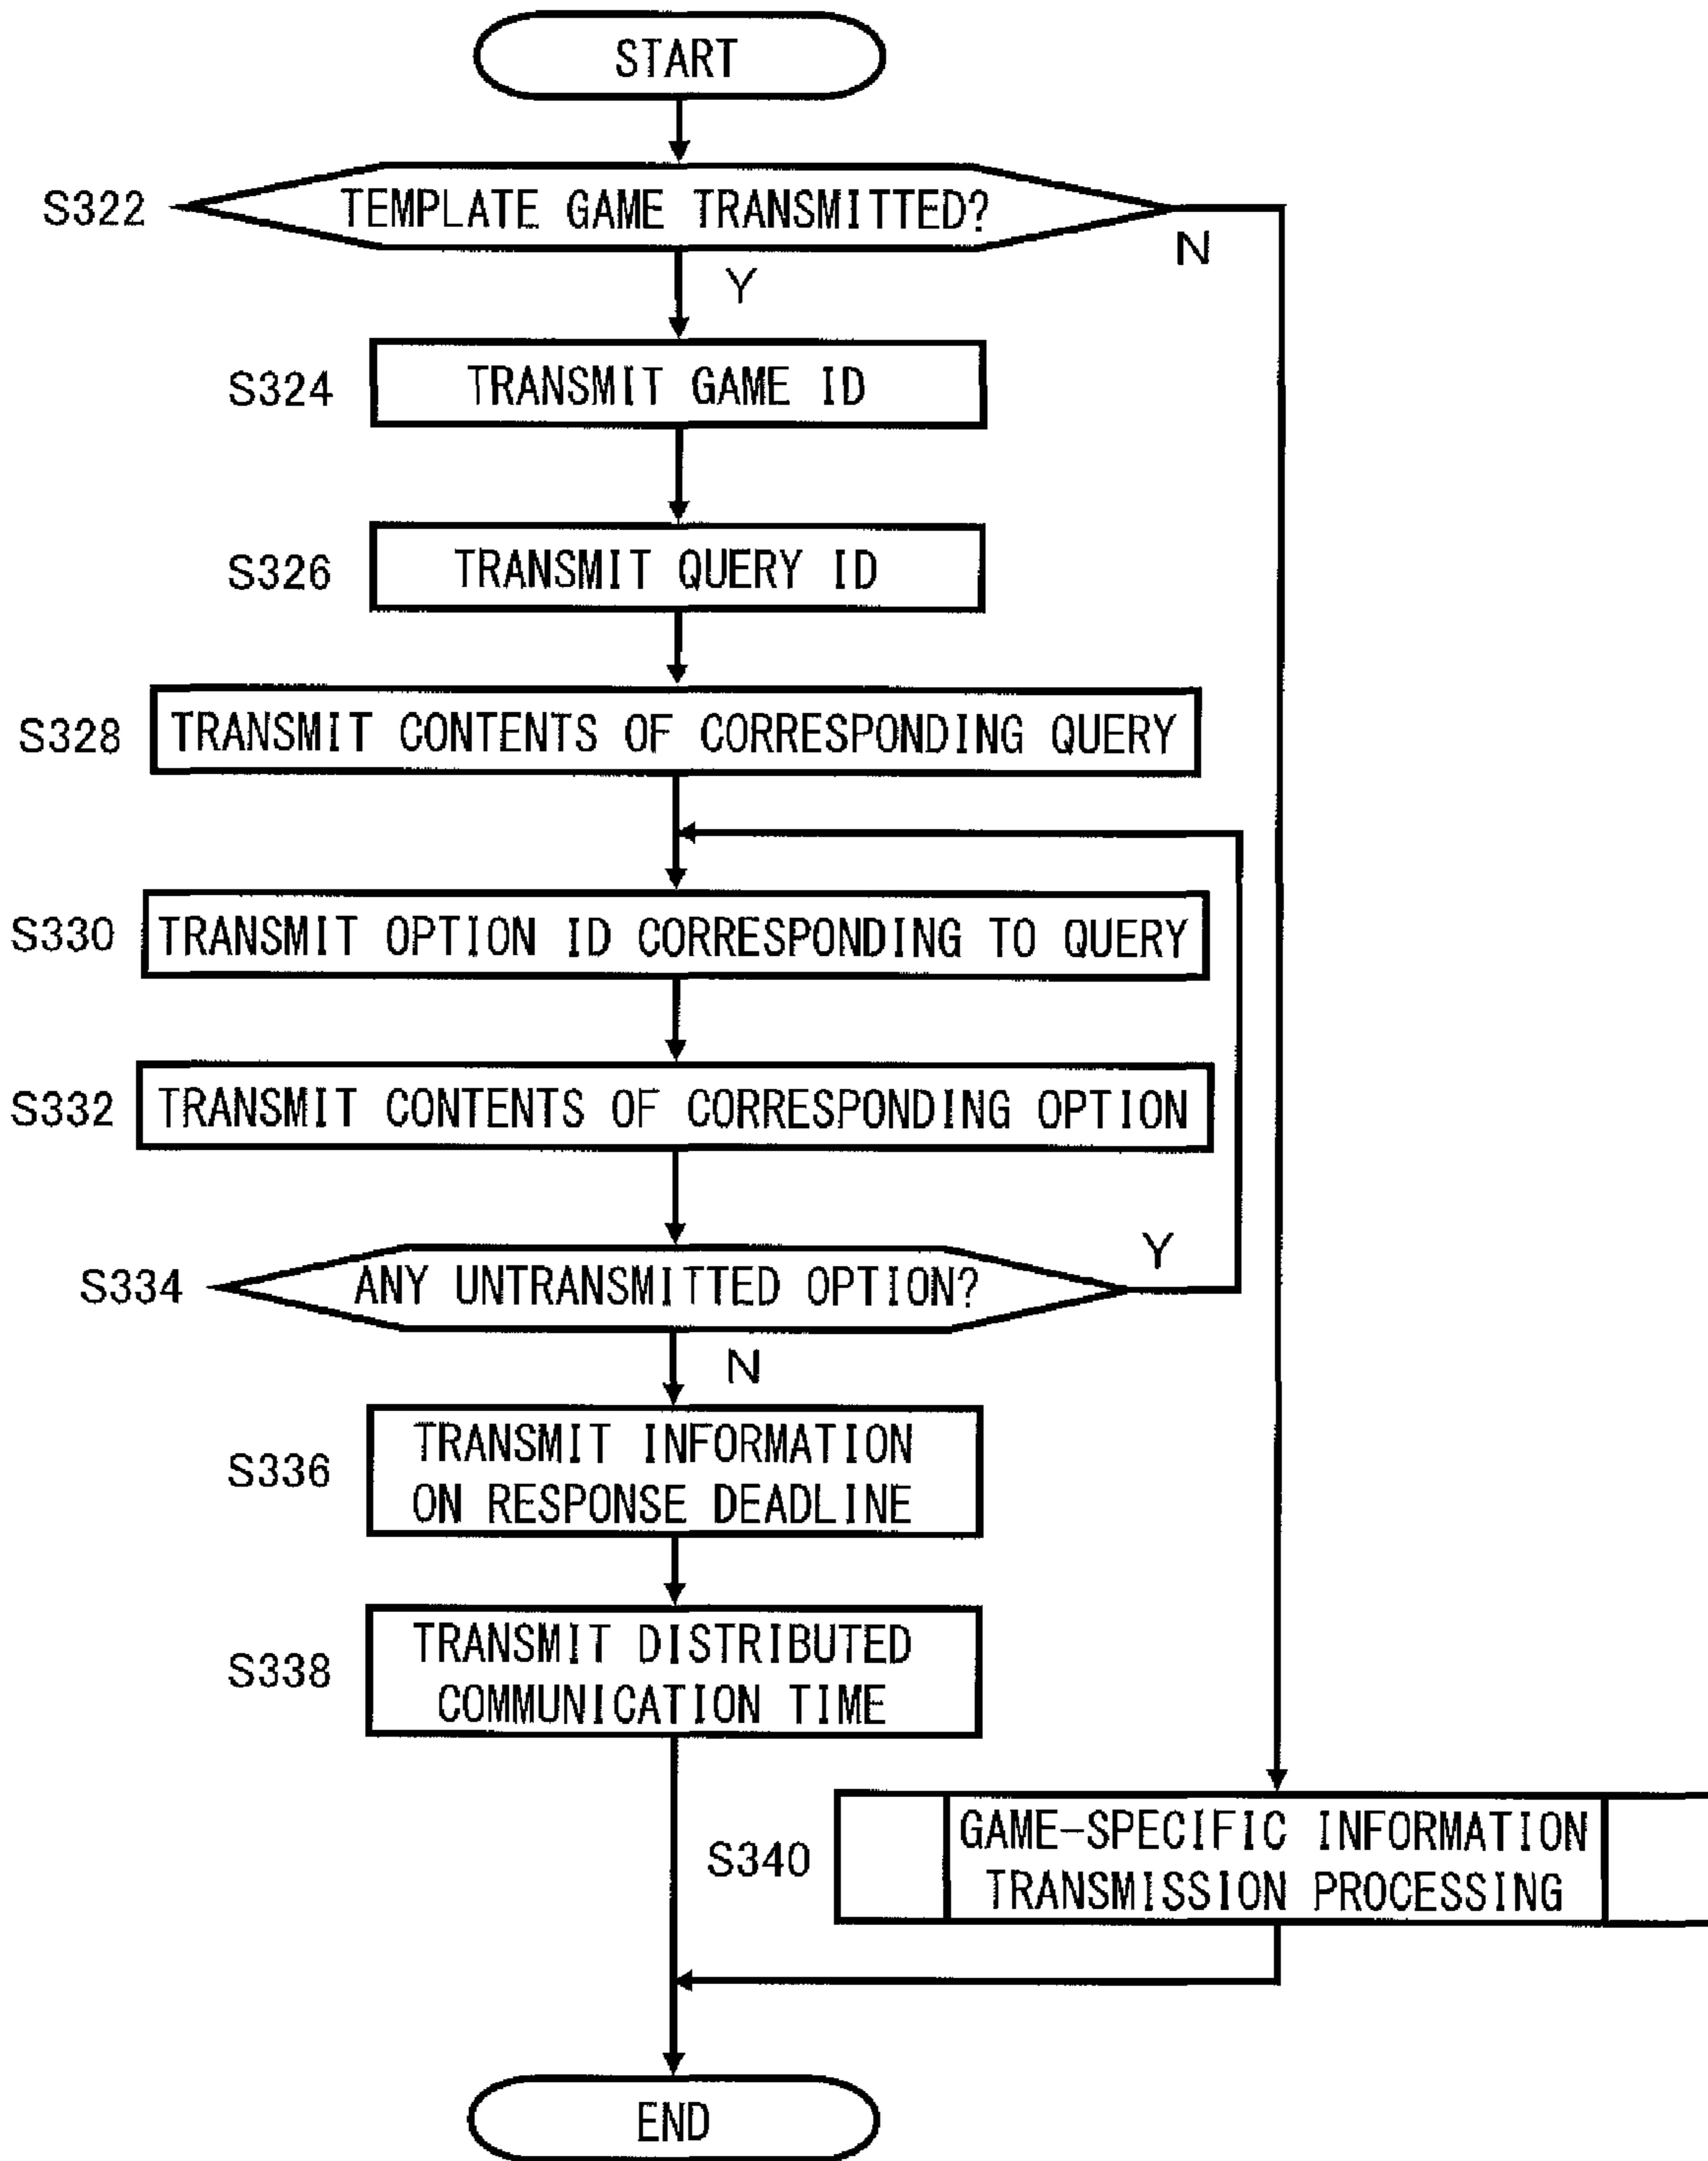 START
S322
TEMPLATE GAME TRANSMITTED?
N
Y
S324
TRANSMIT GAME ID
S326
TRANSMIT QUERY ID
S328
TRANSMIT CONTENTS OF CORRESPONDING QUERY
S330
TRANSMIT OPTION ID CORRESPONDING TO QUERY
S332
TRANSMIT CONTENTS OF CORRESPONDING OPTION
S334
ANY UNTRANSMITTED OPTION?
Y
N
S336
TRANSMIT INFORMATION
ON RESPONSE DEADLINE
S338
TRANSMIT DISTRIBUTED
COMMUNICATION TIME
S340
GAME-SPECIFIC INFORMATION
TRANSMISSION PROCESSING
END